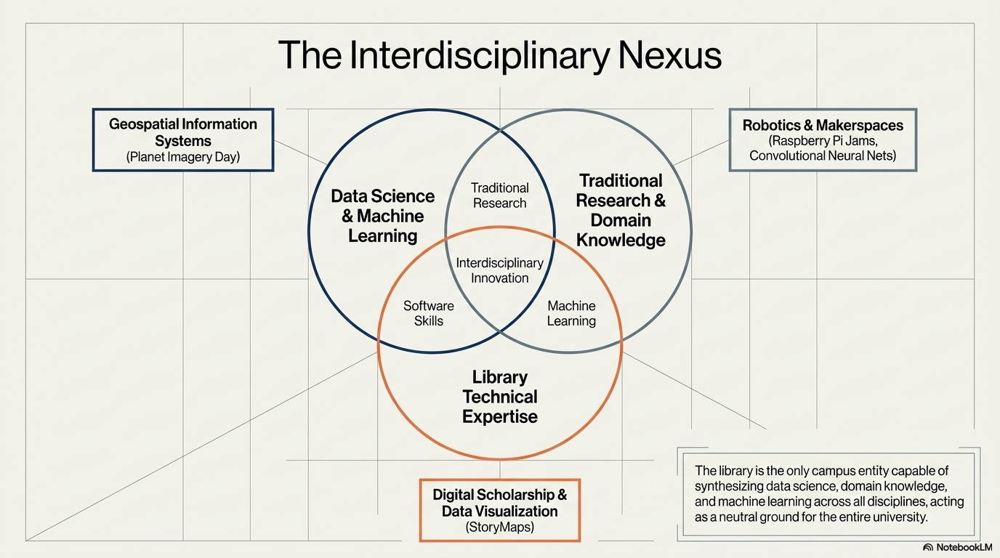 The Interdisciplinary Nexus
Geospatial Information
Systems
(Planet Imagery Day)
Robotics & Makerspaces
(Raspberry Pi Jams,
Convolutional Neural Nets)
Data Science
& Machine
Learning
Traditional
Research
Traditional
Research &
Domain
Knowledge
Interdisciplinary
Innovation
Software
Skills
Machine
Learning
Library
Technical
Expertise
Digital Scholarship &
Data Visualization
(StoryMaps)
The library is the only campus entity capable of
synthesizing data science, domain knowledge,
and machine learning across all disciplines, acting
as a neutral ground for the entire university.
NotebookLM